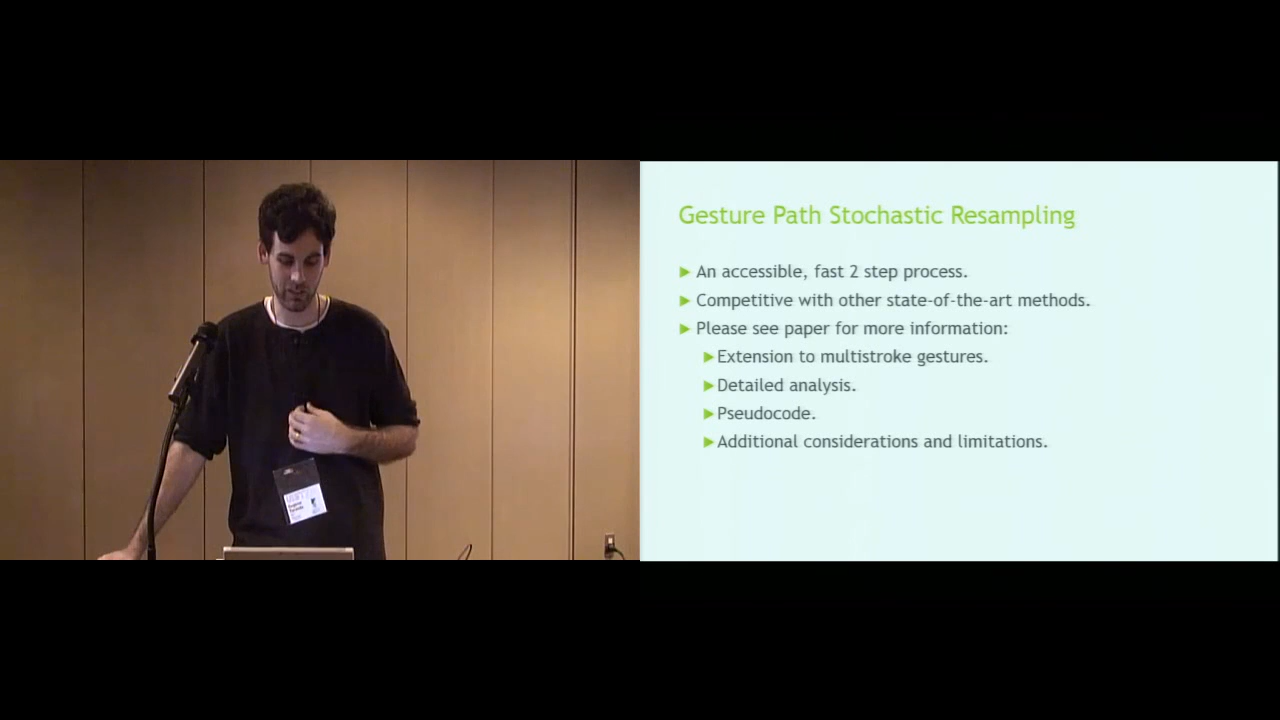 Gesture Path Stochastic Resampling
An accessible, fast 2 step process.
Competitive with other state-of-the-art methods.
Please see paper for more information:
Extension to multistroke gestures.
Detailed analysis.
Pseudocode.
Additional considerations and limitations.